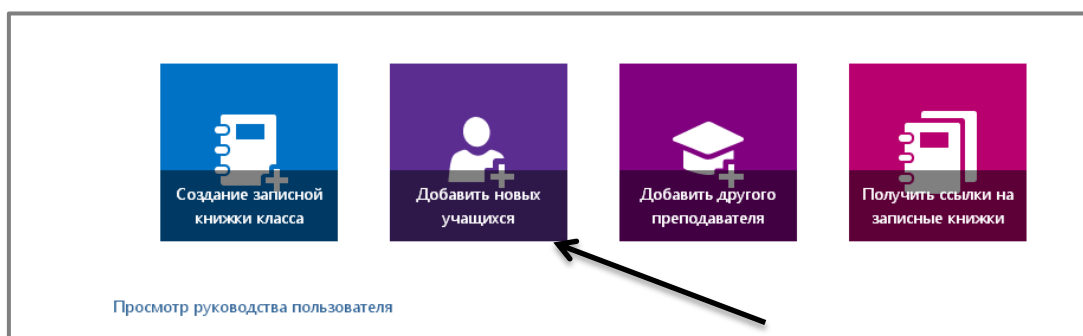 Создание записной
книжки класса
Добавить новых
учащихся
Добавить другого
преподавателя
Получить ссылки на
записные книжки
Просмотр руководства пользователя